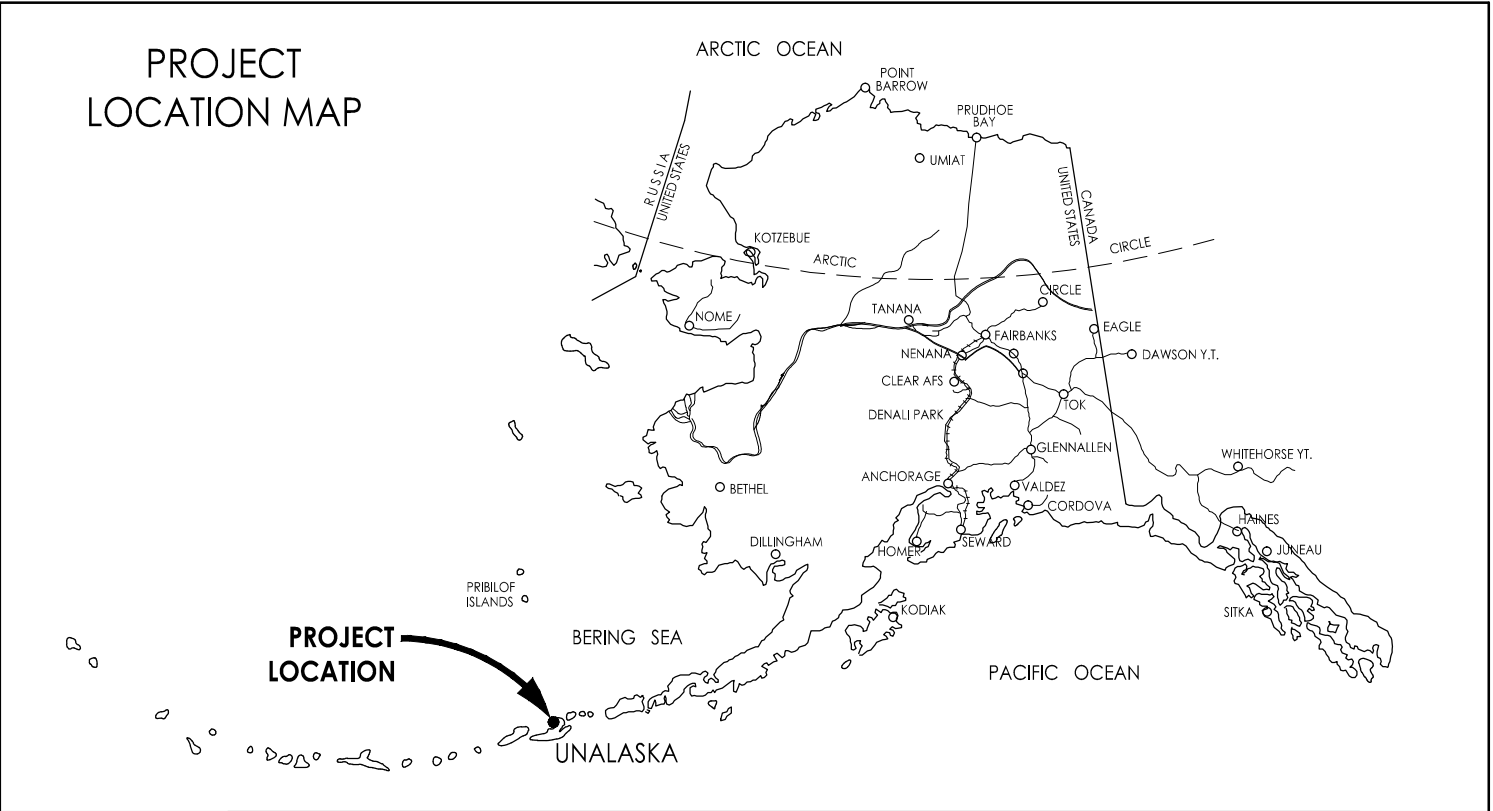 PROJECT
LOCATION MAP
ARCTIC OCEAN
POINT
BARROW
PRUDHOE
BAY
UMIAT
RUSSIA
UNITED STATES
CANADA
UNITED STATES
KOTZEBUE
ARCTIC
CIRCLE
CIRCLE
TANANA
NOME
FAIRBANKS
EAGLE
NENANA
DAWSON Y.T.
CLEAR AFS
TOK
DENALI PARK
GLENNALLEN
WHITEHORSE YT.
ANCHORAGE
VALDEZ
BETHEL
CORDOVA
HAINES
DILLINGHAM
HOMER
SEWARD
JUNEAU
PRIBILOF
ISLANDS
KODIAK
SITKA
PROJECT
LOCATION
BERING SEA
PACIFIC OCEAN
UNALASKA